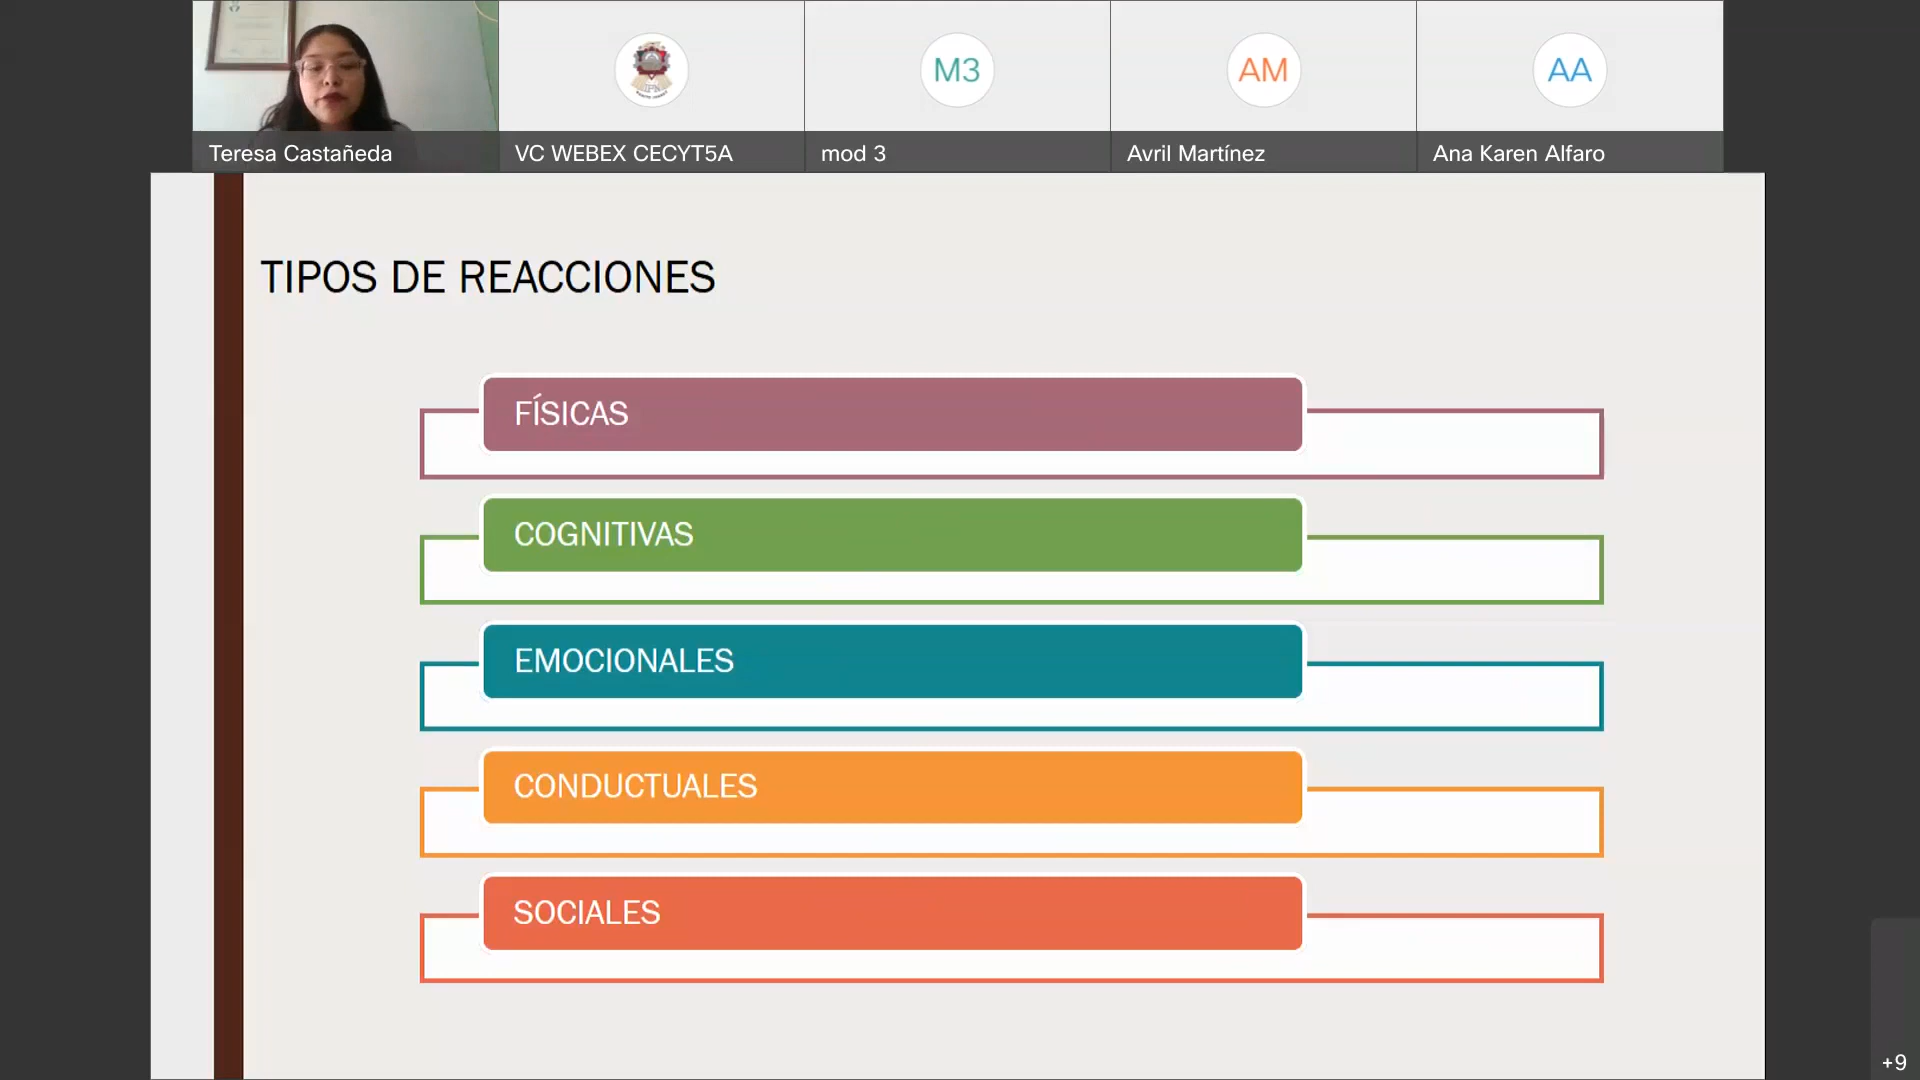 M3
AM
AA
Teresa Castañeda
VC WEBEX CECYT5A
mod 3
Avril Martínez
Ana Karen Alfaro
TIPOS DE REACCIONES
FÍSICAS
COGNITIVAS
EMOCIONALES
CONDUCTUALES
SOCIALES
+9